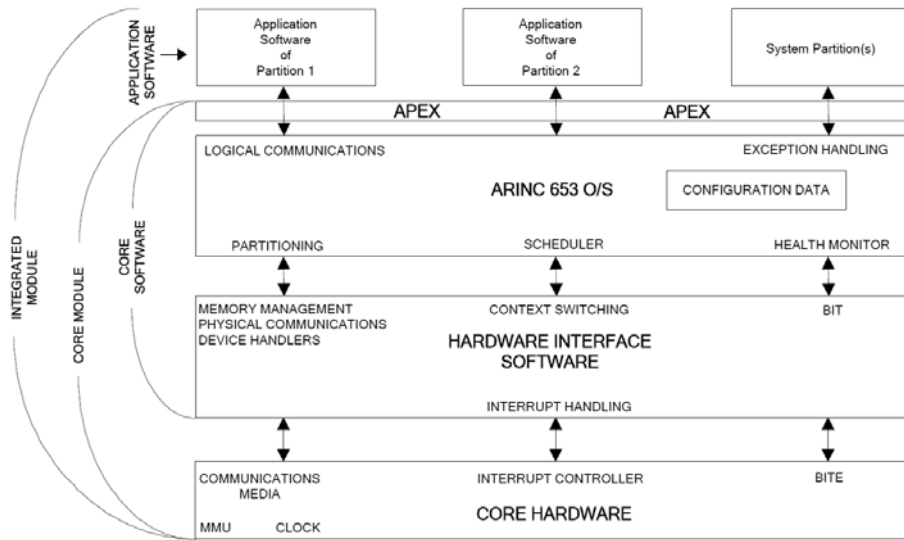 INTEGRATED
MODULE
CORE MODULE
CORE
SOFTWARE
APPLICATION
SOFTWARE
Application
Software
of
Partition 1
Application
Software
of
Partition 2
System Partition(s)
APEX
APEX
LOGICAL COMMUNICATIONS
EXCEPTION HANDLING
ARINC 653 O/S
CONFIGURATION DATA
PARTITIONING
SCHEDULER
HEALTH MONITOR
MEMORY MANAGEMENT
PHYSICAL COMMUNICATIONS
DEVICE HANDLERS
CONTEXT SWITCHING
BIT
HARDWARE INTERFACE
SOFTWARE
INTERRUPT HANDLING
COMMUNICATIONS
MEDIA
INTERRUPT CONTROLLER
BITE
CORE HARDWARE
MMU
CLOCK